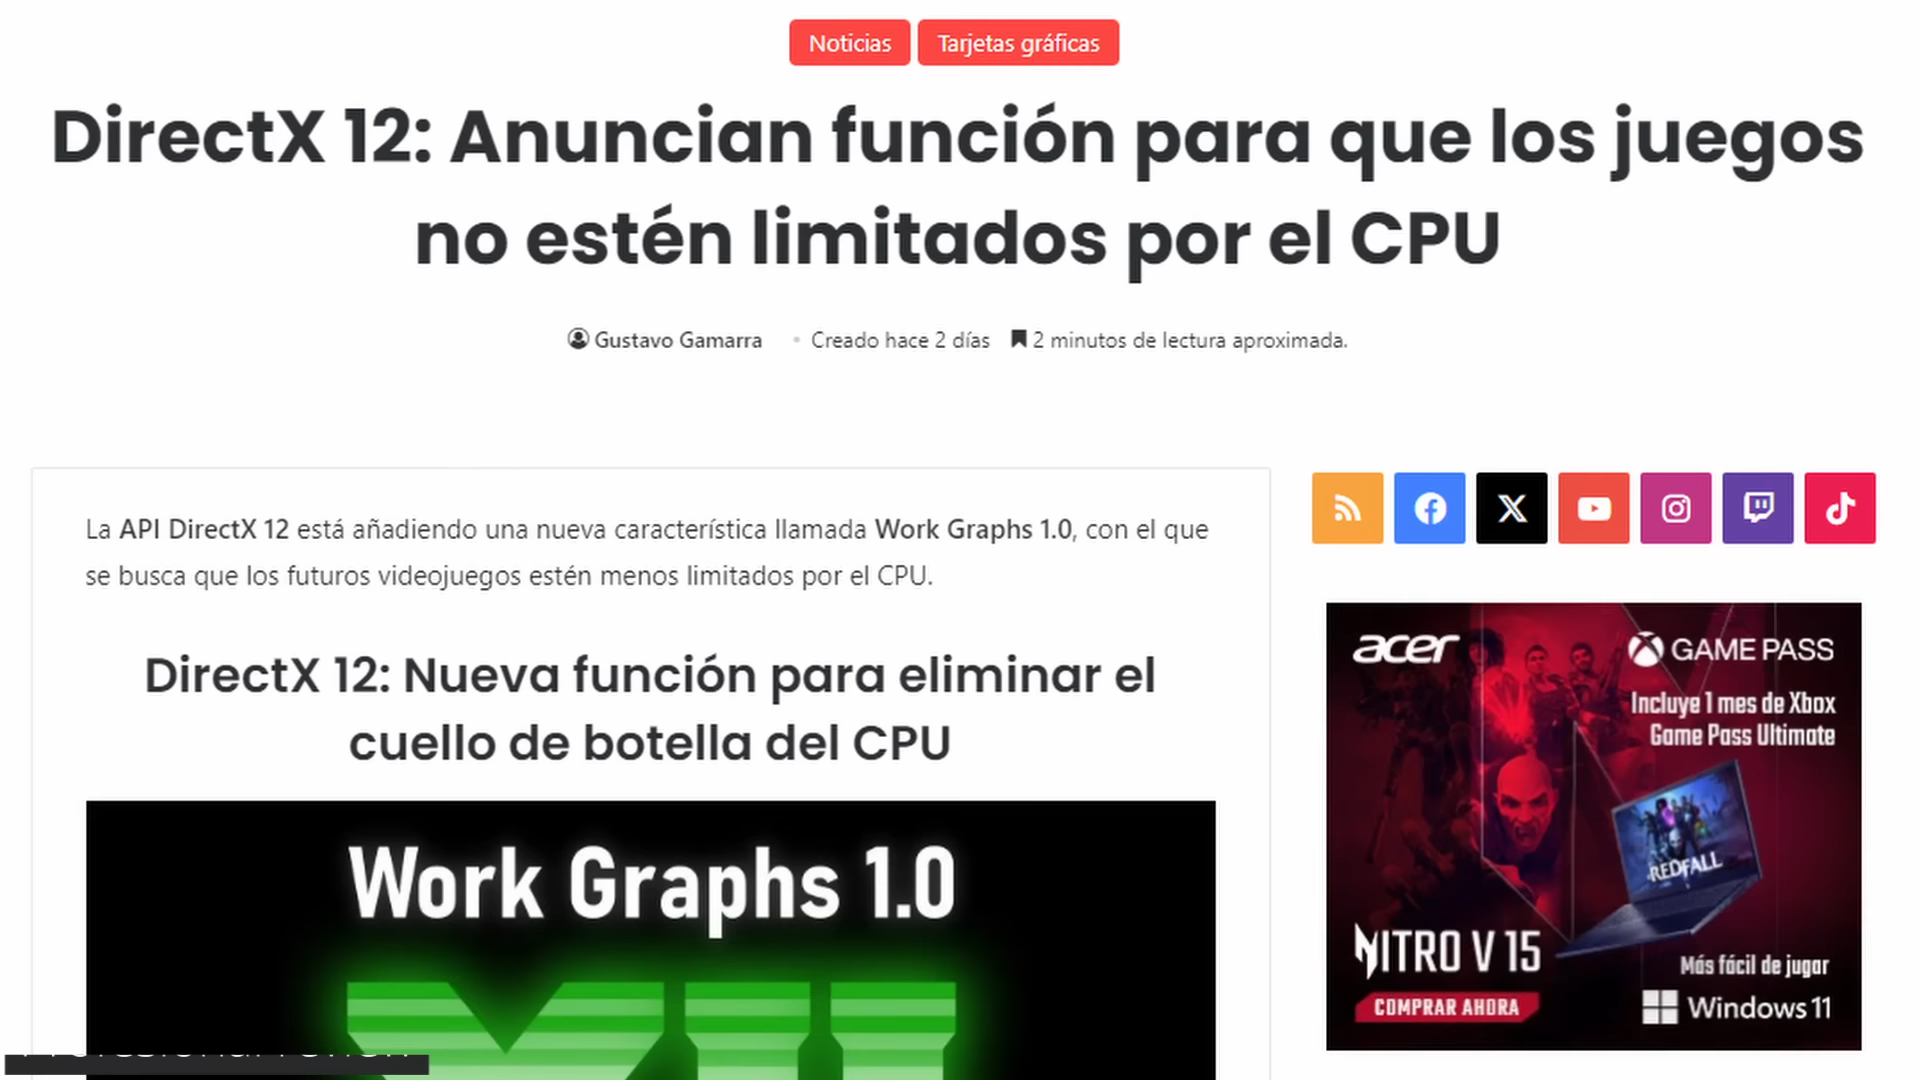 Noticias Tarjetas gráficas
DirectX 12: Anuncian función para que los juegos
no estén limitados por el CPU
Gustavo Gamarra • Creado hace 2 días 2 minutos de lectura aproximada.
La API DirectX 12 está añadiendo una nueva característica llamada Work Graphs 1.0, con el que
se busca que los futuros videojuegos estén menos limitados por el CPU.
DirectX 12: Nueva función para eliminar el
cuello de botella del CPU
Work Graphs 1.0
XII
acer
GAME PASS
Incluye 1 mes de Xbox
Game Pass Ultimate
REDFALL
NITRO V 15
COMPRAR AHORA
Más fácil de jugar
Windows 11